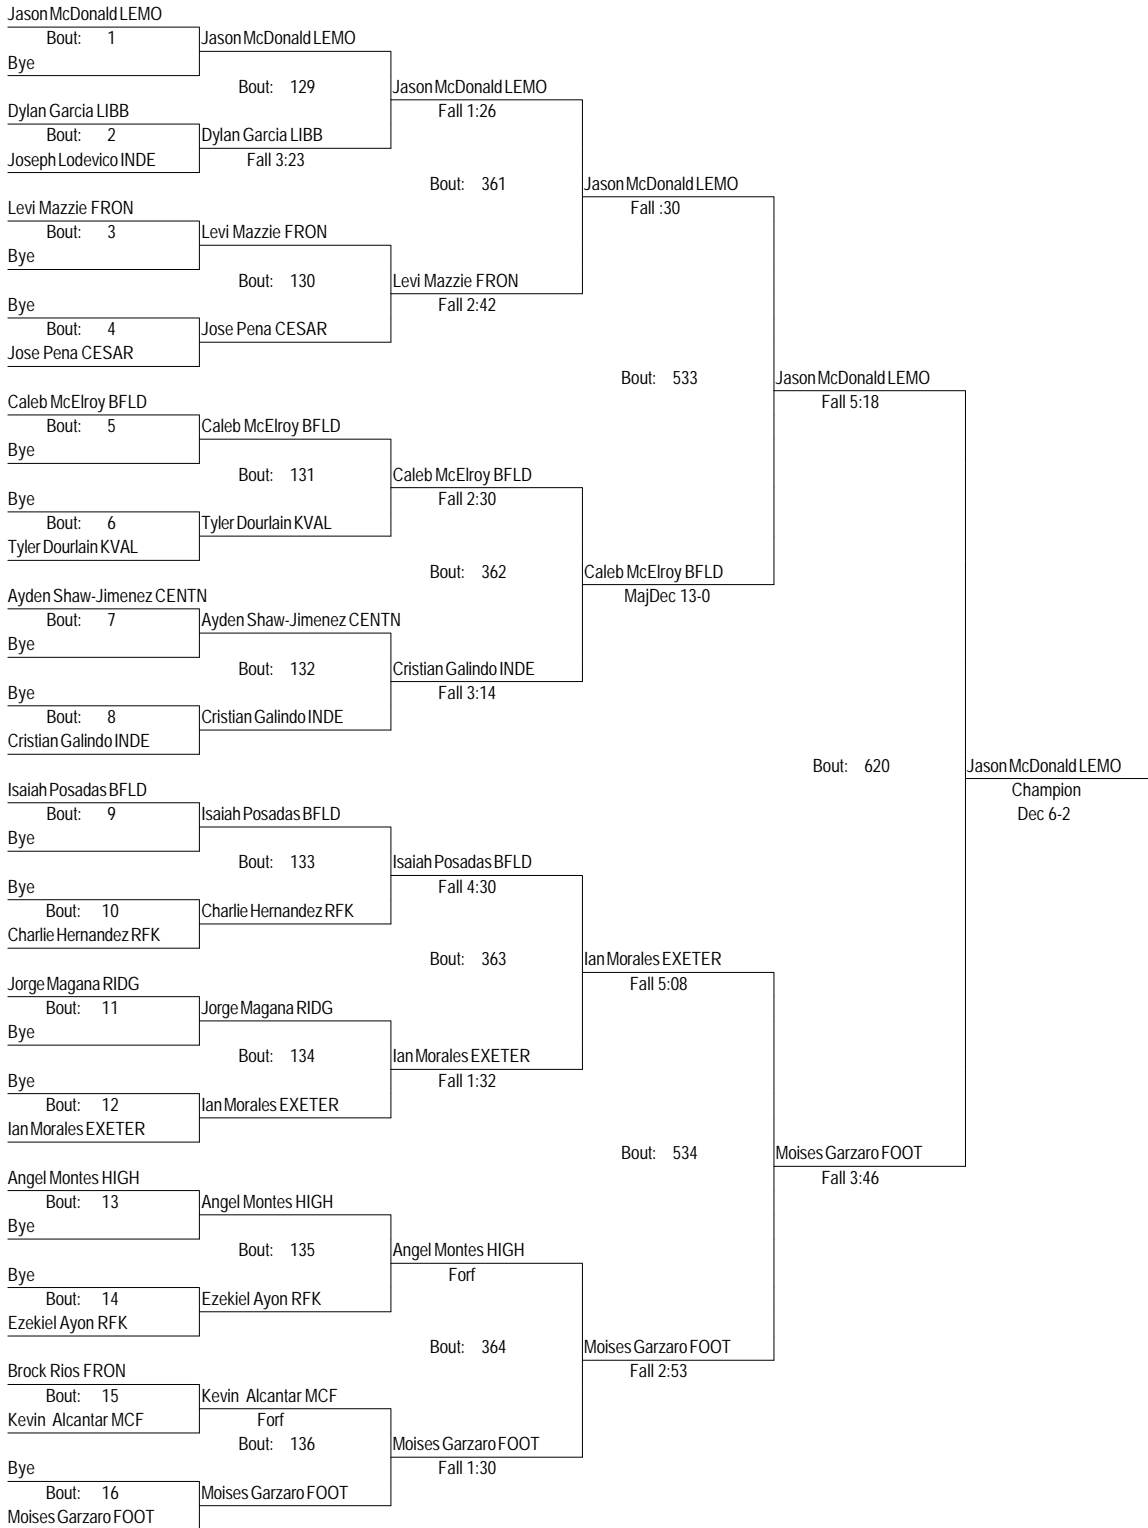 Jason McDonald LEMO
Bout: 1
Jason McDonald LEMO
Bye
Bout: 129
Jason McDonald LEMO
Dylan Garcia LIBB
Fall 1:26
Bout: 2
Dylan Garcia LIBB
Joseph Lodevico INDE
Fall 3:23
Bout: 361
Jason McDonald LEMO
Levi Mazzie FRON
Fall :30
Bout: 3
Levi Mazzie FRON
Bye
Bout: 130
Levi Mazzie FRON
Bye
Fall 2:42
Bout: 4
Jose Pena CESAR
Jose Pena CESAR
Bout: 533
Jason McDonald LEMO
Caleb McElroy BFLD
Fall 5:18
Bout: 5
Caleb McElroy BFLD
Bye
Bout: 131
Caleb McElroy BFLD
Bye
Fall 2:30
Bout: 6
Tyler Dourlain KVAL
Tyler Dourlain KVAL
Bout: 362
Caleb McElroy BFLD
Ayden Shaw-Jimenez CENTN
MajDec 13-0
Bout: 7
Ayden Shaw-Jimenez CENTN
Bye
Bout: 132
Cristian Galindo INDE
Bye
Fall 3:14
Bout: 8
Cristian Galindo INDE
Cristian Galindo INDE
Bout: 620
Jason McDonald LEMO
Isaiah Posadas BFLD
Champion
Bout: 9
Isaiah Posadas BFLD
Dec 6-2
Bye
Bout: 133
Isaiah Posadas BFLD
Bye
Fall 4:30
Bout: 10
Charlie Hernandez RFK
Charlie Hernandez RFK
Bout: 363
Ian Morales EXETER
Jorge Magana RIDG
Fall 5:08
Bout: 11
Jorge Magana RIDG
Bye
Bout: 134
Ian Morales EXETER
Bye
Fall 1:32
Bout: 12
Ian Morales EXETER
Ian Morales EXETER
Bout: 534
Moises Garzaro FOOT
Angel Montes HIGH
Fall 3:46
Bout: 13
Angel Montes HIGH
Bye
Bout: 135
Angel Montes HIGH
Bye
Forf
Bout: 14
Ezekiel Ayon RFK
Ezekiel Ayon RFK
Bout: 364
Moises Garzaro FOOT
Brock Rios FRON
Fall 2:53
Bout: 15
Kevin Alcantar MCF
Kevin Alcantar MCF
Forf
Bout: 136
Moises Garzaro FOOT
Bye
Fall 1:30
Bout: 16
Moises Garzaro FOOT
Moises Garzaro FOOT